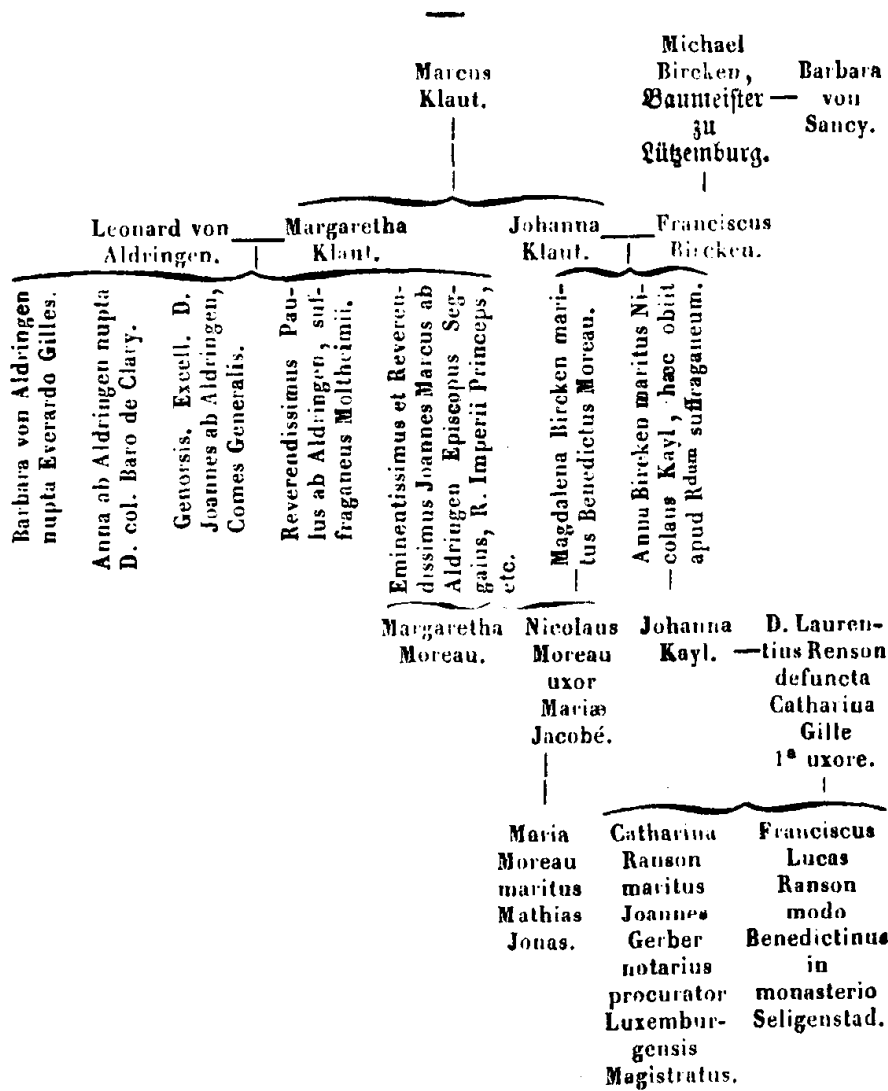 Marcus
Klaut.
Michael
Bircken,
Baumeister
zu
Lützemburg.
Barbara
von
Sancy.
Leonard von
Aldringen.
Margaretha
Klaut.
Johanna
Klaut.
Franciscus
Bircken.
Barbara von Aldringen
nupta Everardo Gilles.
Anna ab Aldringen nupta
D. col. Baro de Clary.
Genorsis. Excell. D.
Joannes ab Aldringen,
Comes Generalis.
Reverendissimus Pau-
lus ab Aldringen, suf-
fraganeus Moltheimii.
Eminentissimus et Reveren-
dissimus Joannes Marcus ab
Aldringen Episcopus Seg-
gaius, R. Imperii Princeps,
etc.
Magdalena Bircken mari-
tus Benedictus Moreau.
Anna Bircken maritus Ni-
colaus Kayl, hæc obiit
apud Rdum suffraganeum.
Margaretha
Moreau.
Nicolaus
Moreau
uxor
Mariæ
Jacobé.
Johanna
Kayl.
D. Lauren-
tius Renson
defuncta
Catharina
Gille
1ª uxore.
Maria
Moreau
maritus
Mathias
Jonas.
Catharina
Ranson
maritus
Joannes
Gerber
notarius
procurator
Luxembur-
gensis
Magistratus.
Franciscus
Lucas
Ranson
modo
Benedictinus
in
monasterio
Seligenstad.